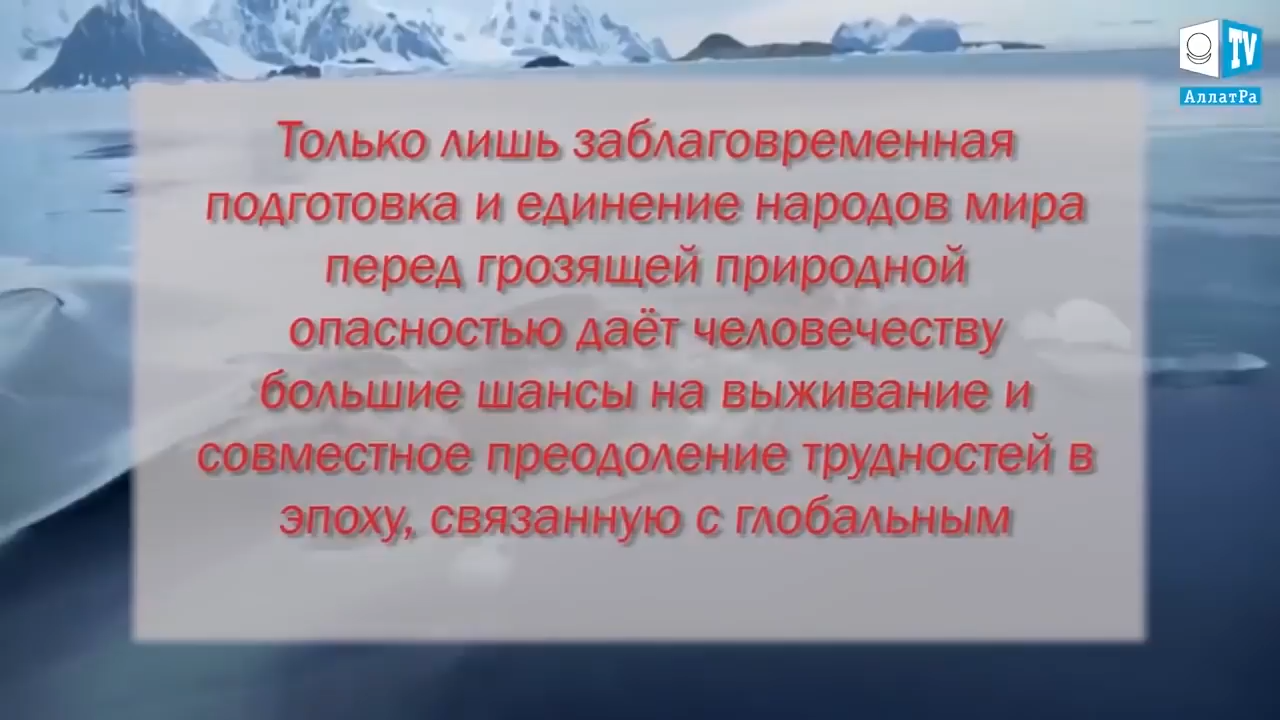 TV
АллатРа
Только лишь заблаговременная
подготовка и единение народов мира
перед грозящей природной
опасностью даёт человечеству
большие шансы на выживание и
совместное преодоление трудностей в
эпоху, связанную с глобальным